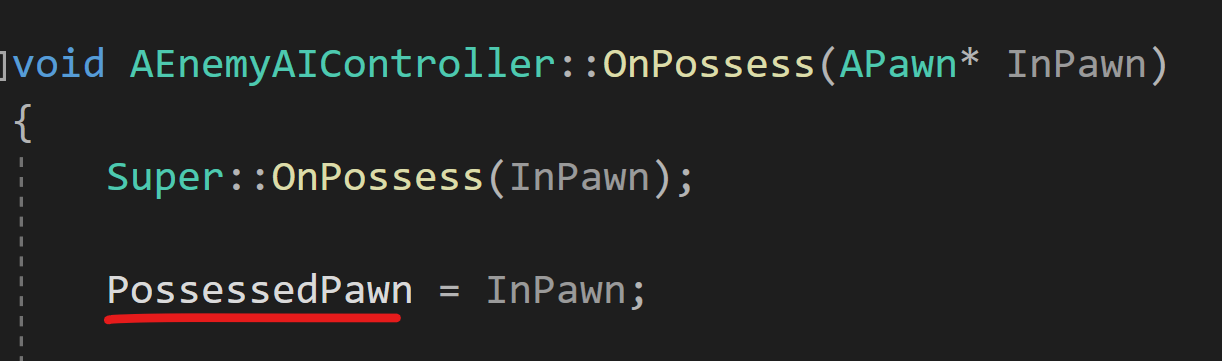 void AEnemyAIController::OnPossess(APawn* InPawn)
{
Super::OnPossess(InPawn);
PossessedPawn = InPawn;